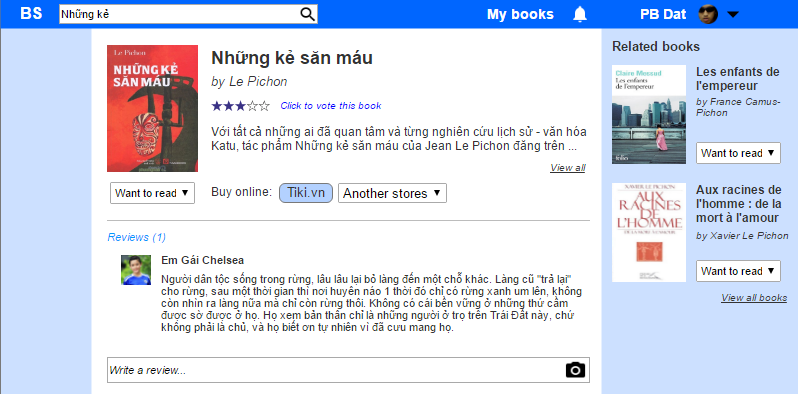 BS
Những kẻ
My books
PB Dat
Le Pichon
NHỮNG KẺ
SĂN MÁU
Những kẻ săn máu
by Le Pichon
Click to vote this book
Với tất cả những ai đã quan tâm và từng nghiên cứu lịch sử - văn hóa
Katu, tác phẩm Những kẻ săn máu của Jean Le Pichon đăng trên ...
View all
Want to read
Buy online:
Tiki.vn
Another stores
Reviews (1)
Em Gái Chelsea
Người dân tộc sống trong rừng, lâu lâu lại bỏ làng đến một chỗ khác. Làng cũ "trả lại"
cho rừng, sau một thời gian thì nơi huyên náo 1 thời đó chỉ có rừng xanh um lên, không
còn nhìn ra làng nữa mà chỉ còn rừng thôi. Không có cái bền vững ở những thứ cầm
được sờ được ở họ. Họ xem bản thân chỉ là những người ở trọ trên Trái Đất này, chứ
không phải là chủ, và họ biết ơn tự nhiên vì đã cưu mang họ.
Write a review...
Related books
Claire Messud
Les enfants
de l'empereur
folio
Les enfants de
l'empereur
by France Camus-
Pichon
Want to read
XAVIER LE PICHON
AUX
RACINES
DE
L'HOMME
DE LA MORT À L'AMOUR
Aux racines de
l'homme : de la
mort à l'amour
by Xavier Le Pichon
Want to read
View all books